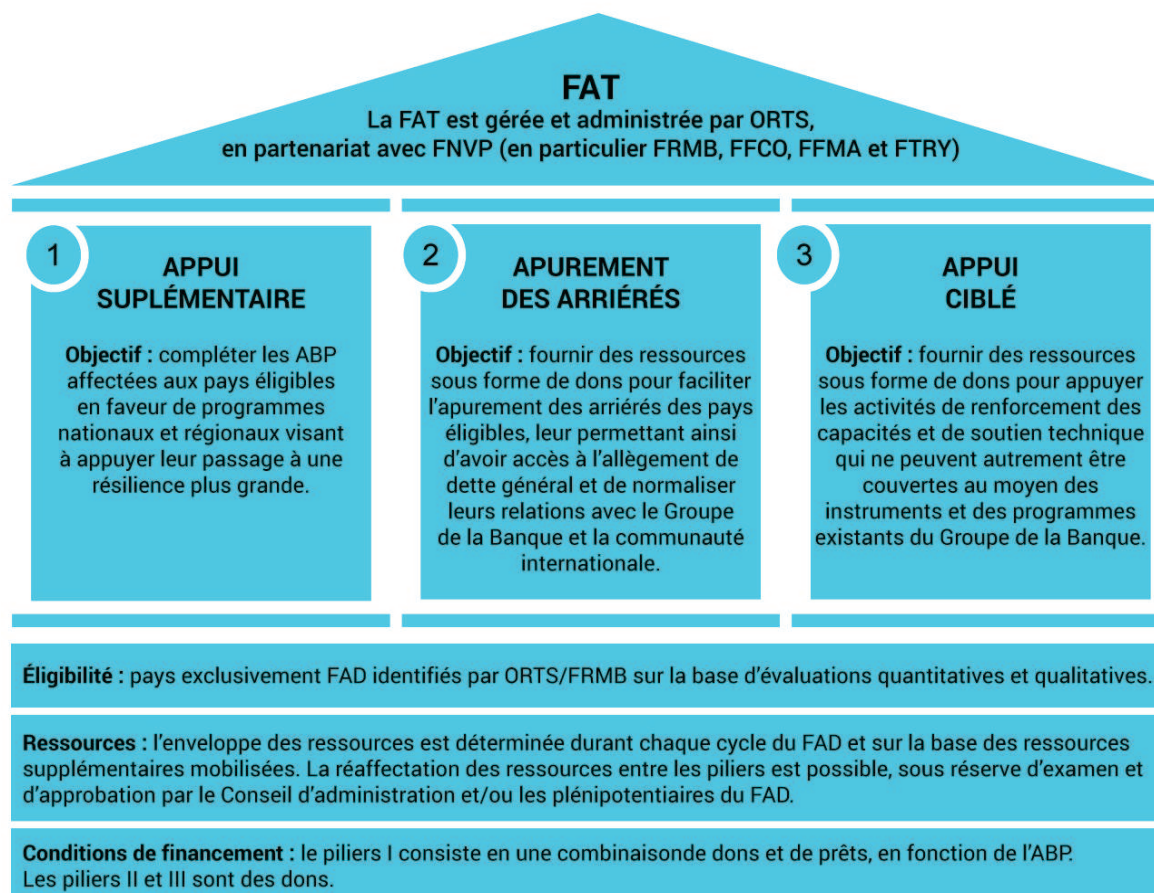 FAT
La FAT est gérée et administrée par ORTS,
en partenariat avec FNVP (en particulier FRMB, FFCO, FFMA et FTRY)
1
APPUI
SUPLÉMENTAIRE
Objectif : compléter les ABP
affectées aux pays éligibles
en faveur de programmes
nationaux et régionaux visant
à appuyer leur passage à une
résilience plus grande.
2
APUREMENT
DES ARRIÉRÉS
Objectif : fournir des ressources
sous forme de dons pour faciliter
l'apurement des arriérés des pays
éligibles, leur permettant ainsi
d'avoir accès à l'allègement de
dette général et de normaliser
leurs relations avec le Groupe
de la Banque et la communauté
internationale.
3
APPUI
CIBLÉ
Objectif : fournir des ressources
sous forme de dons pour appuyer
les activités de renforcement des
capacités et de soutien technique
qui ne peuvent autrement être
couvertes au moyen des
instruments et des programmes
existants du Groupe de la Banque.
Éligibilité : pays exclusivement FAD identifiés par ORTS/FRMB sur la base d'évaluations quantitatives et qualitatives.
Ressources : l'enveloppe des ressources est déterminée durant chaque cycle du FAD et sur la base des ressources
supplémentaires mobilisées. La réaffectation des ressources entre les piliers est possible, sous réserve d'examen et
d'approbation par le Conseil d'administration et/ou les plénipotentiaires du FAD.
Conditions de financement : le piliers I consiste en une combinaisonde dons et de prêts, en fonction de l'ABP.
Les piliers II et III sont des dons.